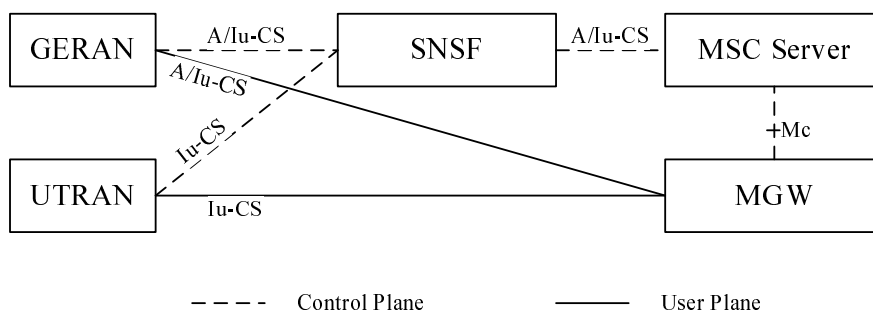 GERAN
A/Iu-CS
SNSF
A/Iu-CS
MSC Server
A/Iu-CS
Iu-CS
Mc
UTRAN
Iu-CS
MGW
Control Plane
User Plane